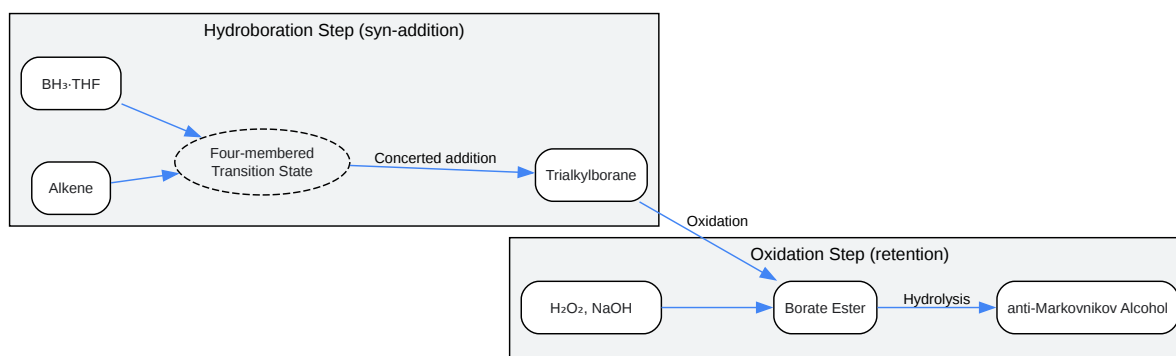 Hydroboration Step (syn-addition)
BH₃·THF
Alkene
Four-membered
Transition State
Concerted addition
Trialkylborane
Oxidation
Oxidation Step (retention)
H₂O₂, NaOH
Borate Ester
Hydrolysis
anti-Markovnikov Alcohol